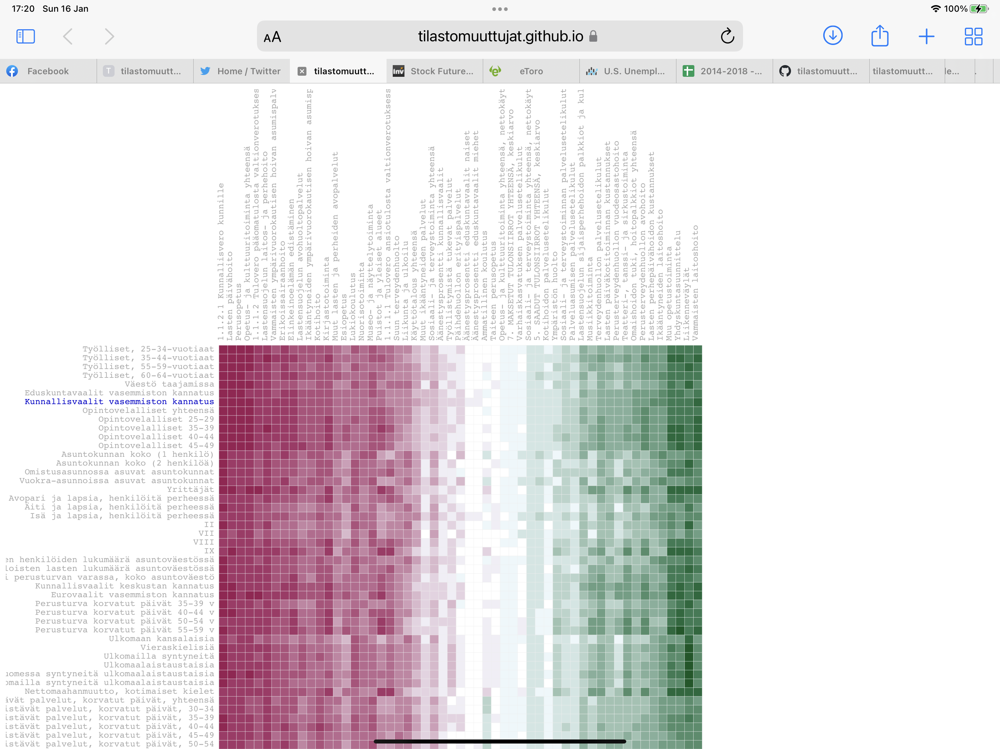 17:20 Sun 16 Jan
100%
AA
tilastomuuttujat.github.io
Facebook
T tilastomuutt...
Home / Twitter
tilastomuutt...
Inv Stock Future...
eToro
U.S. Unempl...
2014-2018 -...
tilastomuutt...
tilastomuutt...
le...
.
1.1.2.1 Kunnallisvero kunnille
Lasten päivähoito
Perusopetus
Opetus- ja kulttuuritoiminta yhteensä
1.1.1.2 Tulovero pääomatulosta valtionverotukses
Lastensuojelun laitos- ja perhehoito
Vammaisten ympärivuorokautisen hoivan asumispalv
Erkoissairaanhoito
Elinkeinoelämän edistäminen
Lastensuojelun avohuoltopalvelut
Ikääntyneiden ympärivuorokautisen hoivan asumisp
Kotihoito
Kirjastotoiminta
Muut lasten ja perheiden avopalvelut
Esiopetus
Lukiokoulutus
Nuorisotoiminta
Museo- ja näyttelytoiminta
Puistot ja yleiset alueet
1.1.1.1 Tulovero ansiotulosta valtionverotuksess
Suun terveydenhuolto
Liikunta ja ulkoilu
Käyttötalous yhteensä
Muut ikääntyneiden palvelut
Sosiaali- ja terveystoiminta yhteensä
Äänestysprosentti kunnallisvaalit
Työllistymistä tukevat palvelut
Päihdehuollon erityispalvelut
Äänestysprosentti eduskuntavaalit naiset
Äänestysprosentti eduskuntavaalit miehet
Ammatillinen koulutus
Taiteen perusopetus
Opetus- ja kulttuuritoiminta yhteensä, nettokäyt
7. MAKSETUT TULONSIIRROT YHTEENSÄ, keskiarvo
Varhaiskasvatuksen palvelusetelikulut
Sosiaali- ja terveystoiminta yhteensä, nettokäyt
5. SAADUT TULONSIIRROT YHTEENSÄ, keskiarvo
Kotihoidon palvelusetelikulut
Ympäristön huolto
Sosiaali- ja terveystoiminnan palvelusetelikulut
Palveluasumisen palvelusetelikulut
Lastensuojelun sijaisperhehoidon palkkiot ja kul
Musiikkitoiminta
Terveydenhuollon palvelusetelikulut
Lasten päiväkotitoiminnan kustannukset
Perusterveydenhuollon vuodeosastohoito
Teatteri-, tanssi- ja sirkustoiminta
Omaishoidon tuki, hoitopalkkiot yhteensä
Perusterveydenhuollon avohoito
Lasten perhepäivähoidon kustannukset
Ikääntyneiden laitoshoito
Muu opetustoiminta
Yhdyskuntasuunnittelu
Liikenneväylät
Vammaisten laitoshoito
Työlliset, 25-34-vuotiaat
Työlliset, 35-44-vuotiaat
Työlliset, 55-59-vuotiaat
Työlliset, 60-64-vuotiaat
Väestö taajamissa
Eduskuntavaalit vasemmiston kannatus
Kunnallisvaalit vasemmiston kannatus
Opintovelalliset yhteensä
Opintovelalliset 25-29
Opintovelalliset 35-39
Opintovelalliset 40-44
Opintovelalliset 45-49
Asuntokunnan koko (1 henkilö)
Asuntokunnan koko (2 henkilöä)
Omistusasunnossa asuvat asuntokunnat
Vuokra-asunnoissa asuvat asuntokunnat
Yrittäjät
Avopari ja lapsia, henkilöitä perheessä
Äiti ja lapsia, henkilöitä perheessä
Isä ja lapsia, henkilöitä perheessä
II
VII
VIII
IX
en henkilöiden lukumäärä asuntoväestössä
loisten lasten lukumäärä asuntoväestössä
i perusturvan varassa, koko asuntoväestö
Kunnallisvaalit keskustan kannatus
Eurovaalit vasemmiston kannatus
Perusturva korvatut päivät 35-39 v
Perusturva korvatut päivät 40-44 v
Perusturva korvatut päivät 50-54 v
Perusturva korvatut päivät 55-59 v
Ulkomaan kansalaisia
Vieraskielisiä
Ulkomailla syntyneitä
Ulkomaalaistaustaisia
uomessa syntyneitä ulkomaalaistaustaisia
omailla syntyneitä ulkomaalaistaustaisia
Nettomaahanmuutto, kotimaiset kielet
ävät palvelut, korvatut päivät, yhteensä
istävät palvelut, korvatut päivät, 30-34
istävät palvelut, korvatut päivät, 35-39
istävät palvelut, korvatut päivät, 40-44
istävät palvelut, korvatut päivät, 45-49
istävät palvelut, korvatut päivät, 50-54